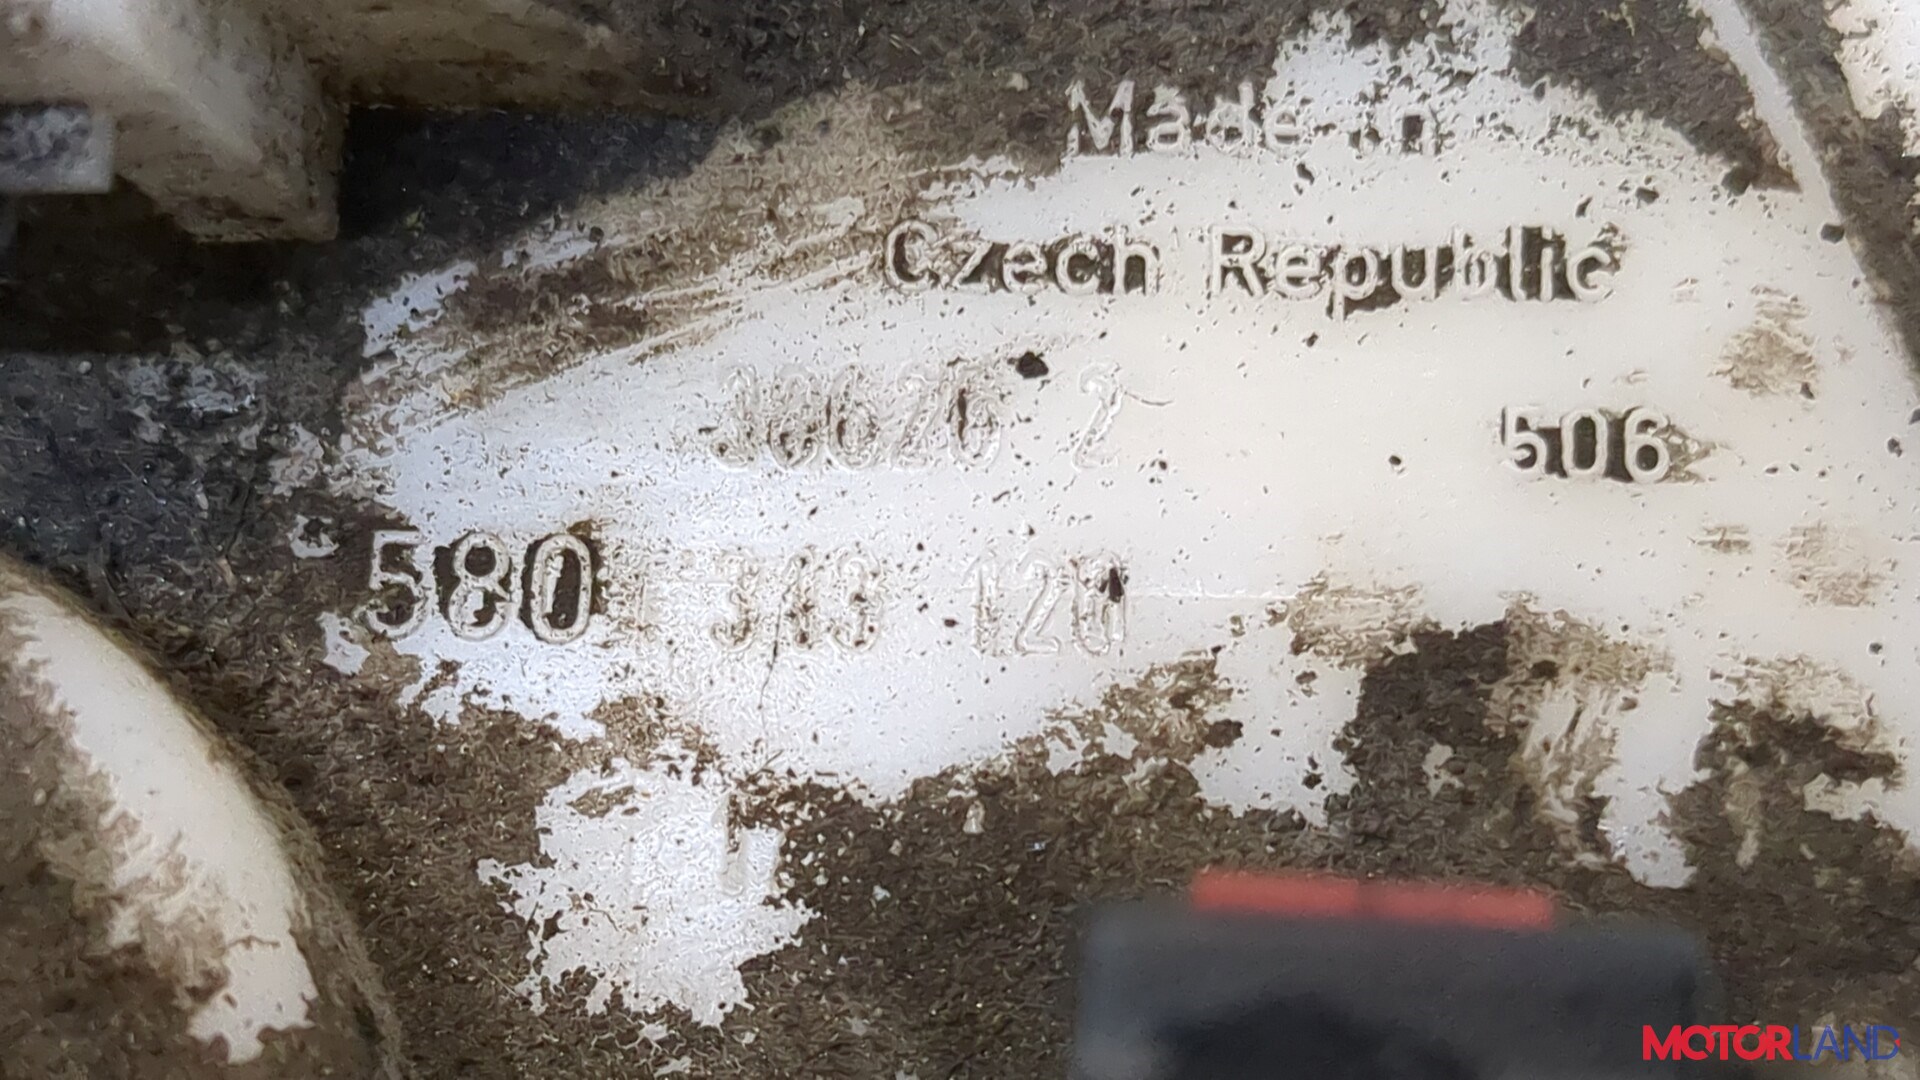 Made in
Czech Republic
506
580 313 120
MOTORLAND